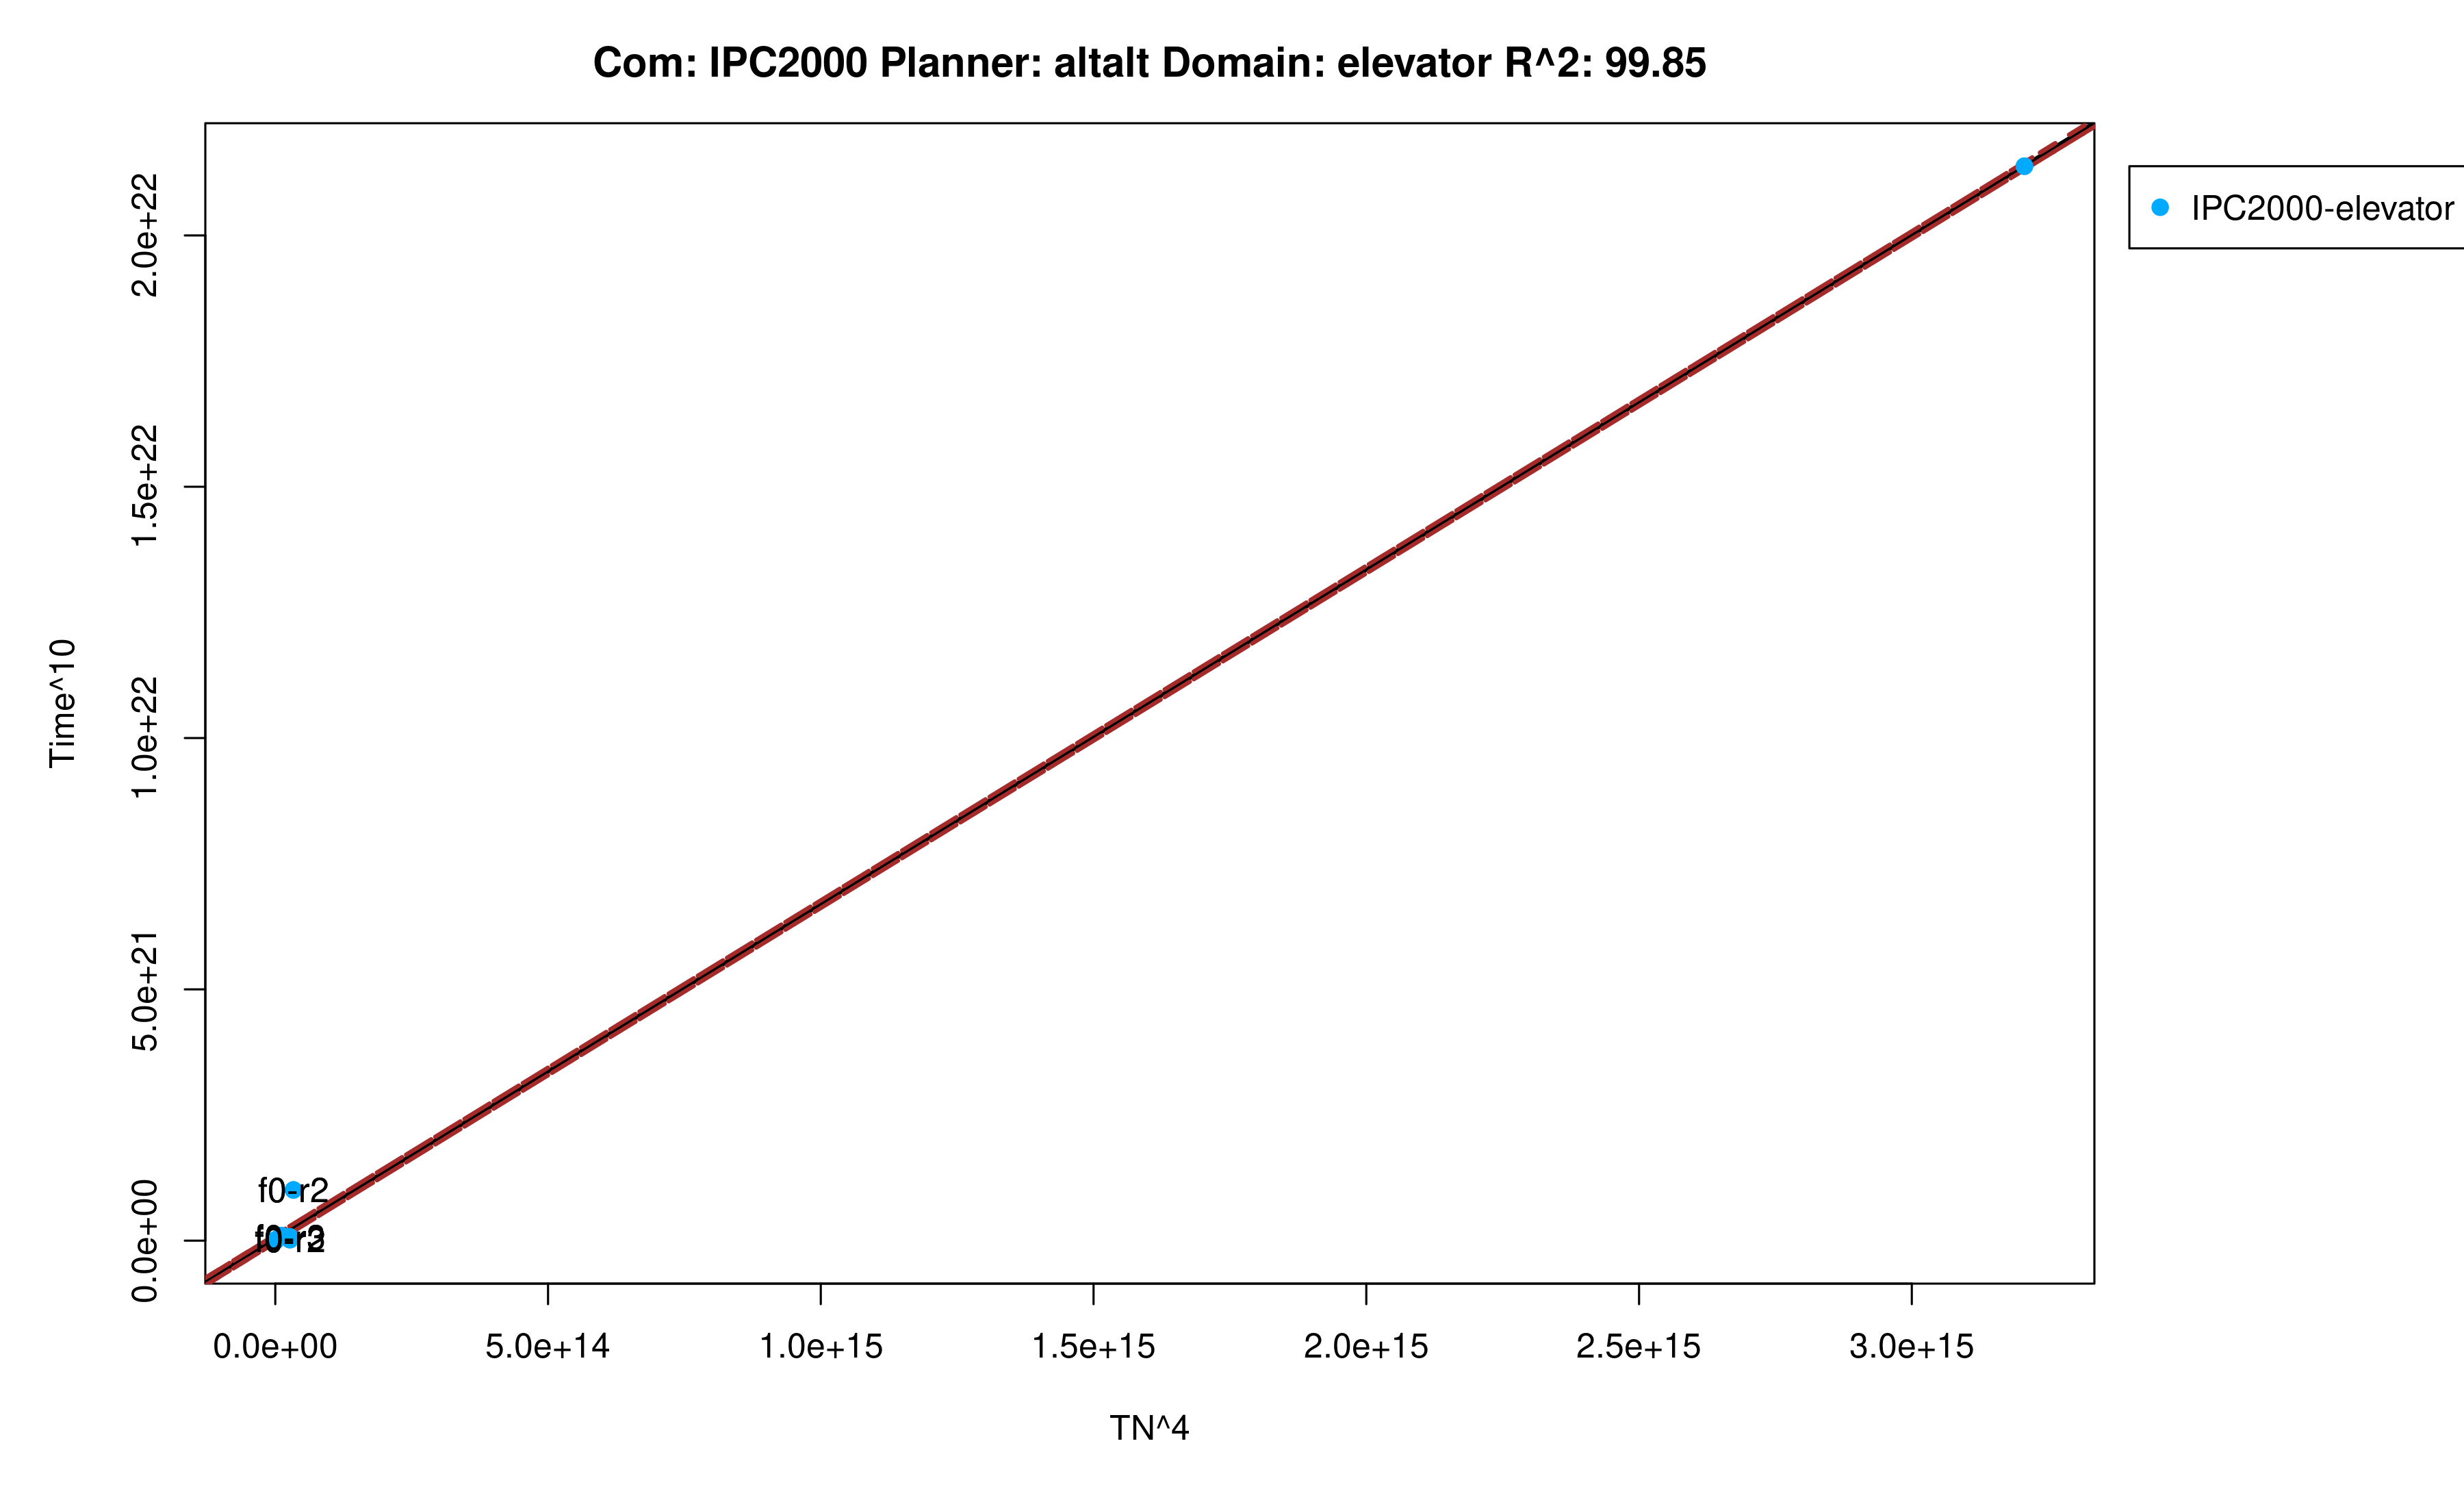 Com: IPC2000 Planner: altalt Domain: elevator R^2: 99.85
IPC2000-elevator
Time^10
2.0e+22
1.5e+22
1.0e+22
5.0e+21
0.0e+00
f0-r2
0.0e+00 5.0e+14 1.0e+15 1.5e+15 2.0e+15 2.5e+15 3.0e+15
TN^4